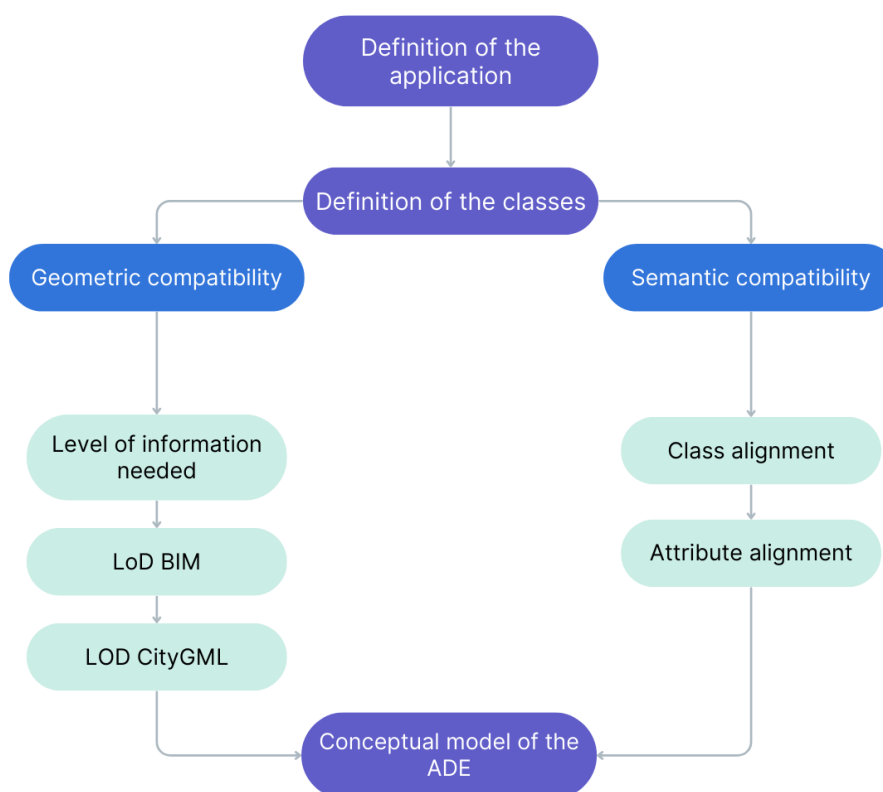 Definition of the
application
Definition of the classes
Geometric compatibility
Semantic compatibility
Level of information
needed
Class alignment
LoD BIM
Attribute alignment
LOD CityGML
Conceptual model of the
ADE